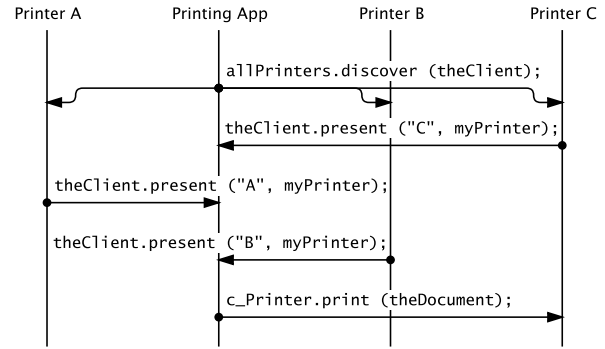 Printer A Printing App Printer B Printer C
allPrinters.discover (theClient);
theClient.present ("C", myPrinter);
theClient.present ("A", myPrinter);
theClient.present ("B", myPrinter);
c_Printer.print (theDocument);